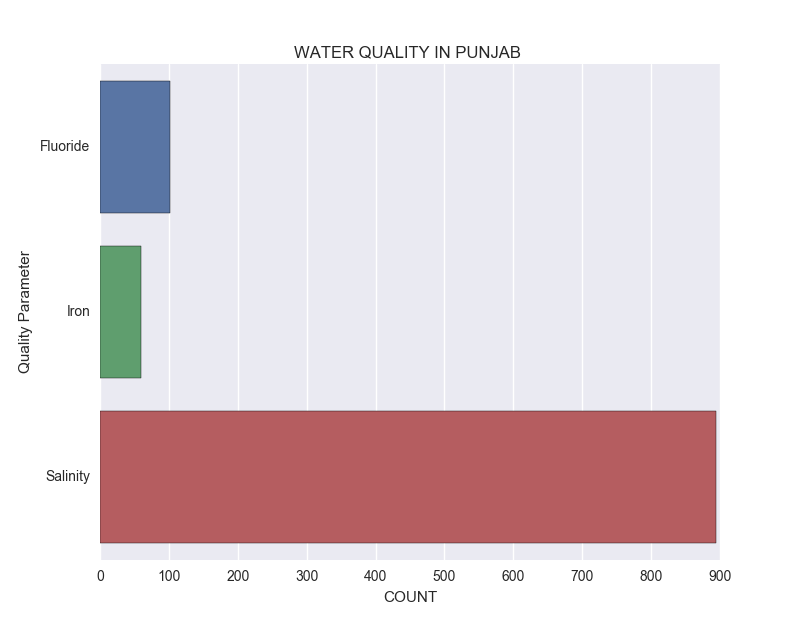 WATER QUALITY IN PUNJAB
Quality Parameter
Fluoride
Iron
Salinity
0 100 200 300 400 500 600 700 800 900
COUNT